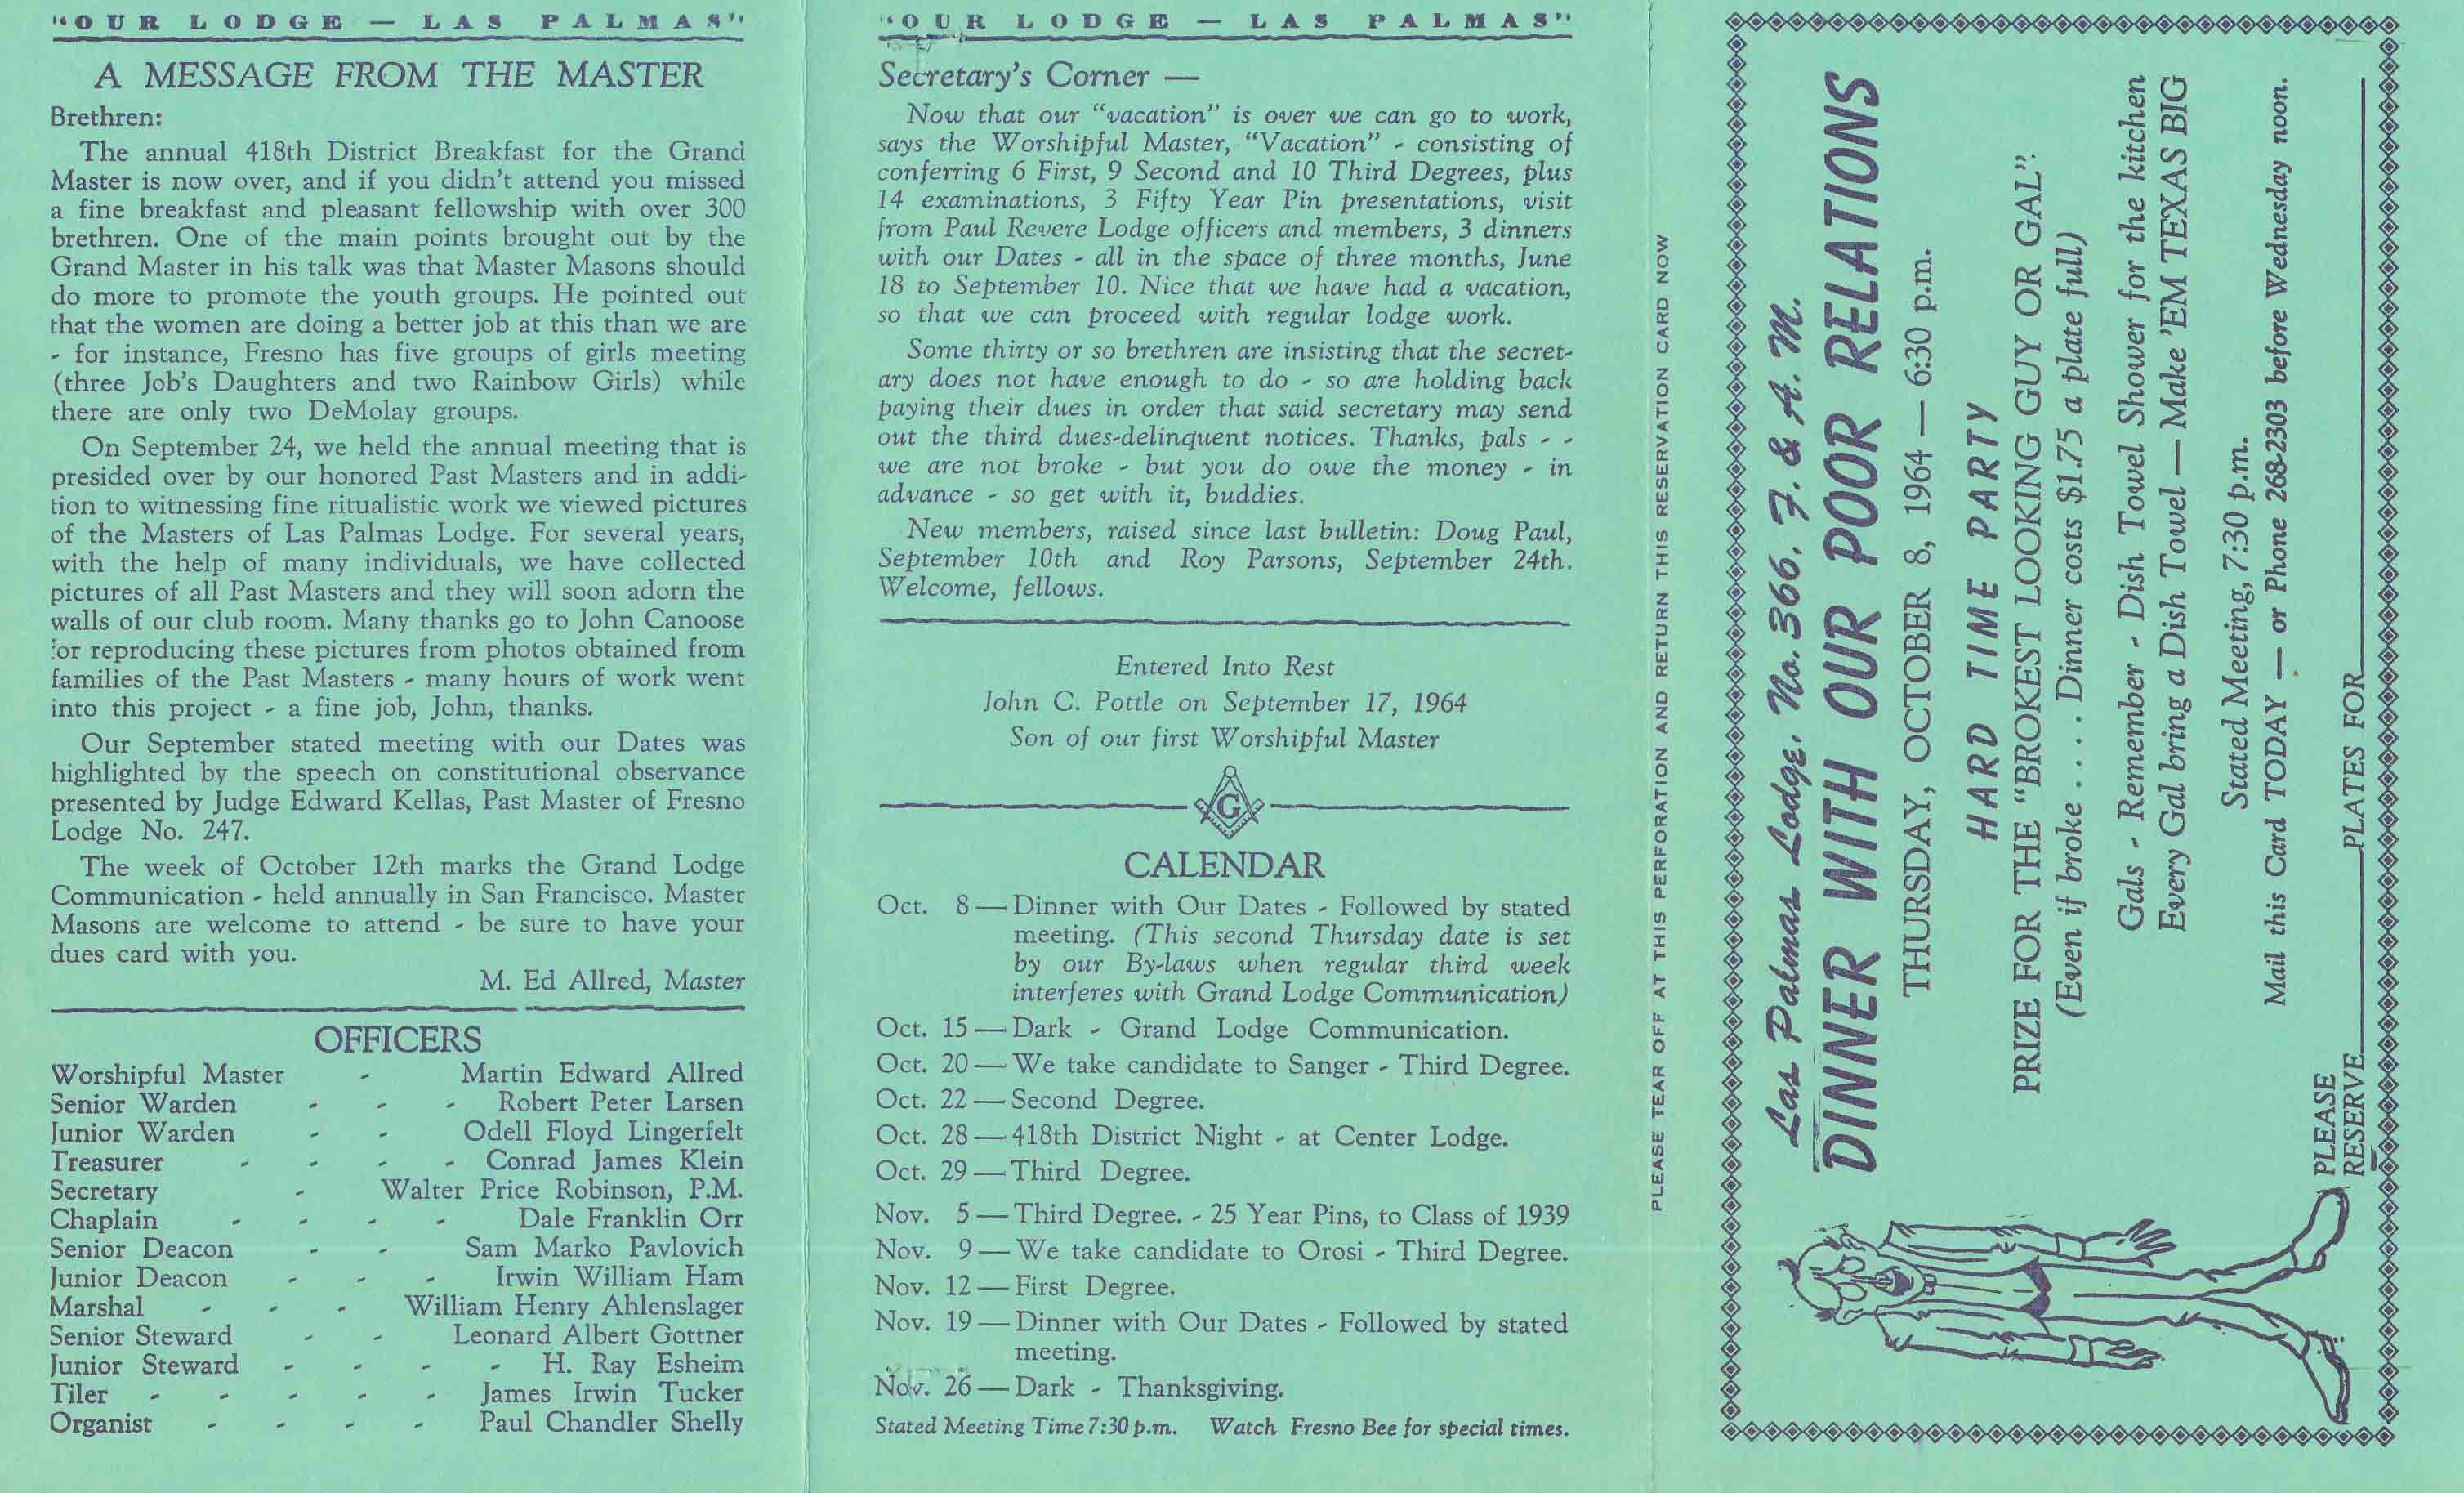 "OUR LODGE — LAS PALMAS"
A MESSAGE FROM THE MASTER
Brethren:
The annual 418th District Breakfast for the Grand
Master is now over, and if you didn't attend you missed
a fine breakfast and pleasant fellowship with over 300
brethren. One of the main points brought out by the
Grand Master in his talk was that Master Masons should
do more to promote the youth groups. He pointed out
that the women are doing a better job at this than we are
- for instance, Fresno has five groups of girls meeting
(three Job's Daughters and two Rainbow Girls) while
there are only two DeMolay groups.
On September 24, we held the annual meeting that is
presided over by our honored Past Masters and in addi-
tion to witnessing fine ritualistic work we viewed pictures
of the Masters of Las Palmas Lodge. For several years,
with the help of many individuals, we have collected
pictures of all Past Masters and they will soon adorn the
walls of our club room. Many thanks go to John Canoose
for reproducing these pictures from photos obtained from
families of the Past Masters - many hours of work went
into this project - a fine job, John, thanks.
Our September stated meeting with our Dates was
highlighted by the speech on constitutional observance
presented by Judge Edward Kellas, Past Master of Fresno
Lodge No. 247.
The week of October 12th marks the Grand Lodge
Communication - held annually in San Francisco. Master
Masons are welcome to attend - be sure to have your
dues card with you.
M. Ed Allred, Master
OFFICERS
Worshipful Master - Martin Edward Allred
Senior Warden - - - Robert Peter Larsen
Junior Warden - - Odell Floyd Lingerfelt
Treasurer - - - - Conrad James Klein
Secretary - Walter Price Robinson, P.M.
Chaplain - - - - Dale Franklin Orr
Senior Deacon - - Sam Marko Pavlovich
Junior Deacon - - - Irwin William Ham
Marshal - - - William Henry Ahlenslager
Senior Steward - - Leonard Albert Gottner
Junior Steward - - - - H. Ray Esheim
Tiler - - - - - James Irwin Tucker
Organist - - - - Paul Chandler Shelly
"OUR LODGE — LAS PALMAS"
Secretary's Corner —
Now that our "vacation" is over we can go to work,
says the Worshipful Master, "Vacation" - consisting of
conferring 6 First, 9 Second and 10 Third Degrees, plus
14 examinations, 3 Fifty Year Pin presentations, visit
from Paul Revere Lodge officers and members, 3 dinners
with our Dates - all in the space of three months, June
18 to September 10. Nice that we have had a vacation,
so that we can proceed with regular lodge work.
Some thirty or so brethren are insisting that the secret-
ary does not have enough to do - so are holding back
paying their dues in order that said secretary may send
out the third dues-delinquent notices. Thanks, pals - -
we are not broke - but you do owe the money - in
advance - so get with it, buddies.
New members, raised since last bulletin: Doug Paul,
September 10th and Roy Parsons, September 24th.
Welcome, fellows.
Entered Into Rest
John C. Pottle on September 17, 1964
Son of our first Worshipful Master
G
CALENDAR
Oct. 8 — Dinner with Our Dates - Followed by stated
meeting. (This second Thursday date is set
by our By-laws when regular third week
interferes with Grand Lodge Communication)
Oct. 15 — Dark - Grand Lodge Communication.
Oct. 20 — We take candidate to Sanger - Third Degree.
Oct. 22 — Second Degree.
Oct. 28 — 418th District Night - at Center Lodge.
Oct. 29 — Third Degree.
Nov. 5 — Third Degree. - 25 Year Pins, to Class of 1939
Nov. 9 — We take candidate to Orosi - Third Degree.
Nov. 12 — First Degree.
Nov. 19 — Dinner with Our Dates - Followed by stated
meeting.
Nov. 26 — Dark - Thanksgiving.
Stated Meeting Time 7:30 p.m. Watch Fresno Bee for special times.
PLEASE TEAR OFF AT THIS PERFORATION AND RETURN THIS RESERVATION CARD NOW
Las Palmas Lodge, No. 366, F. & A. M.
DINNER WITH OUR POOR RELATIONS
THURSDAY, OCTOBER 8, 1964 — 6:30 p.m.
HARD TIME PARTY
PRIZE FOR THE "BROKEST LOOKING GUY OR GAL":
(Even if broke . . . . Dinner costs $1.75 a plate full)
Gals - Remember - Dish Towel Shower for the kitchen
Every Gal bring a Dish Towel — Make 'EM TEXAS BIG
Stated Meeting, 7:30 p.m.
Mail this Card TODAY — or Phone 268-2303 before Wednesday noon.
PLEASE
RESERVE PLATES FOR